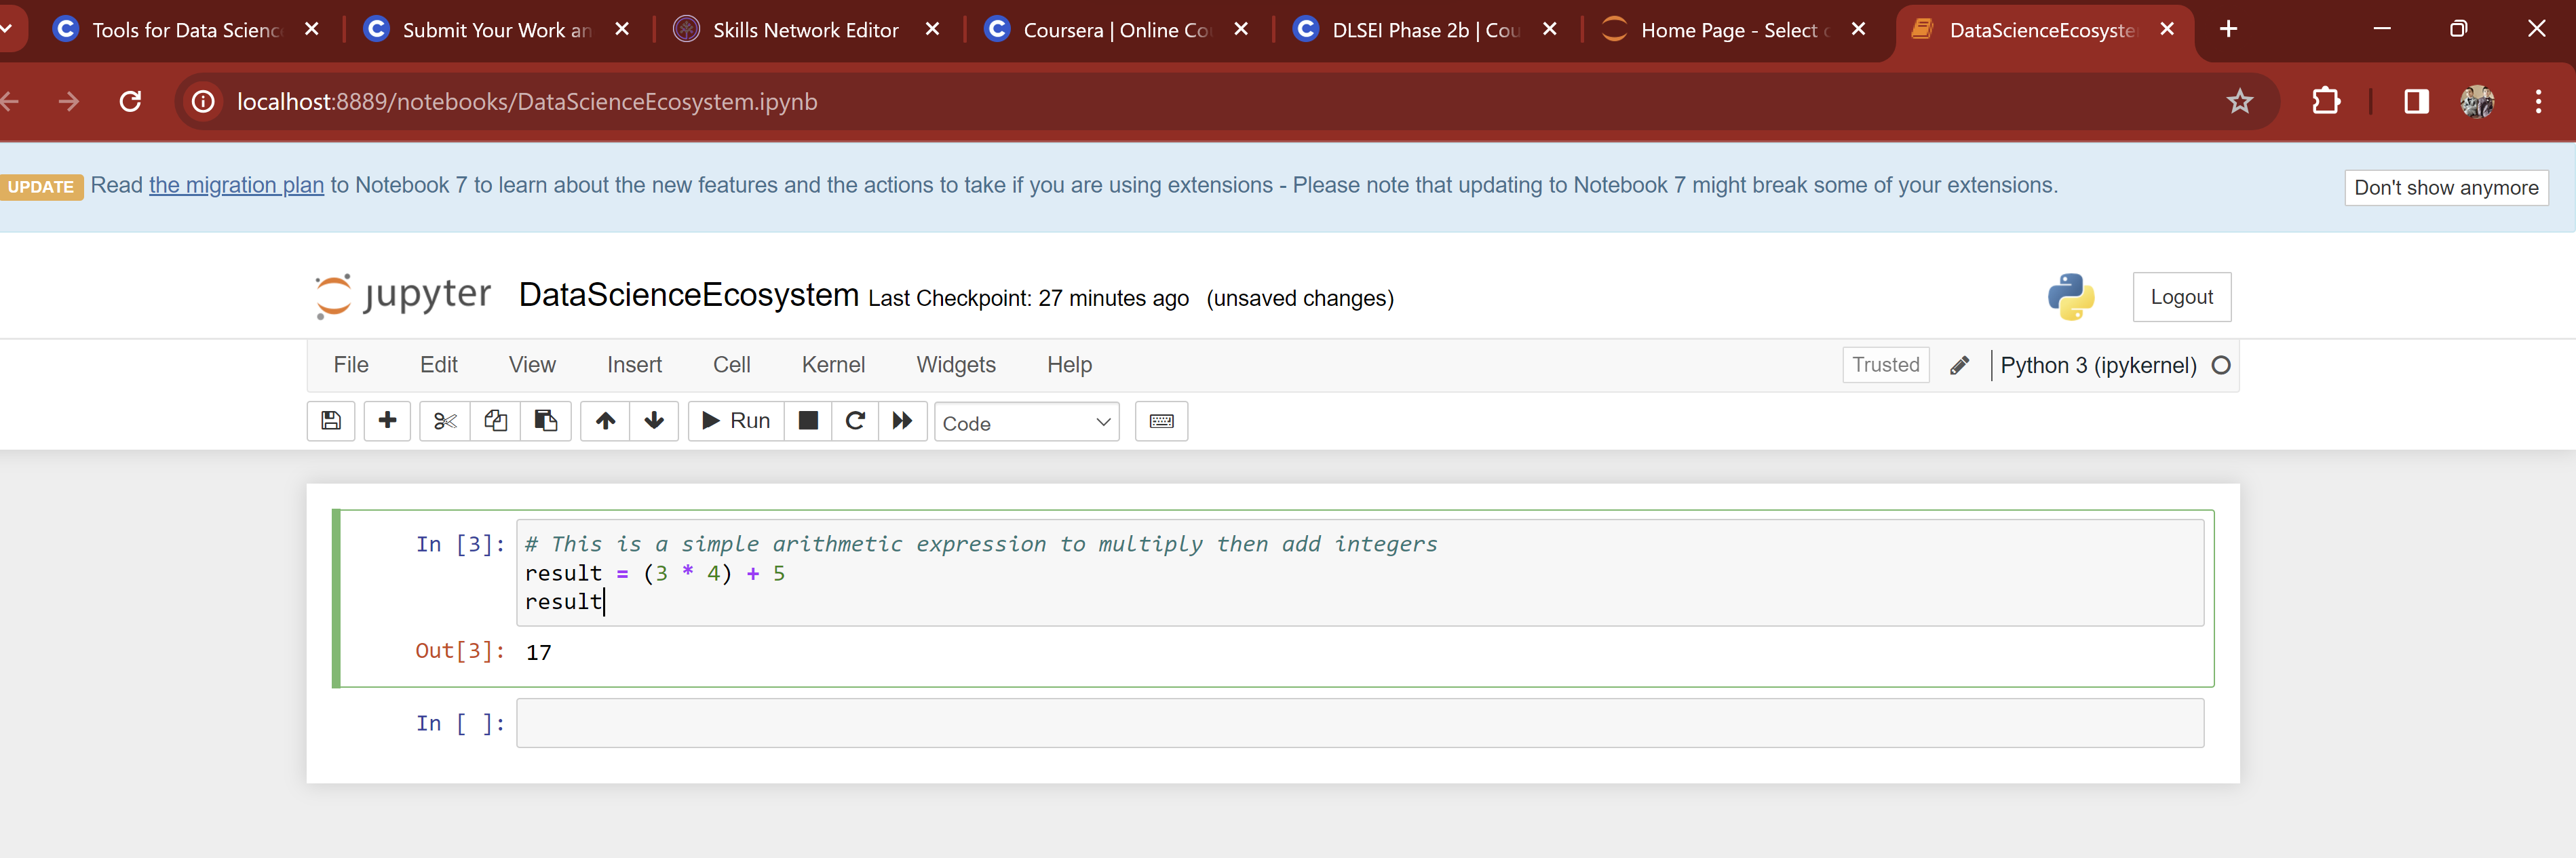 Tools for Data Scienc
Submit Your Work an
Skills Network Editor
Coursera | Online Co
DLSEI Phase 2b | Cou
Home Page - Select
DataScienceEcosyste
localhost:8889/notebooks/DataScienceEcosystem.ipynb
UPDATE Read the migration plan to Notebook 7 to learn about the new features and the actions to take if you are using extensions - Please note that updating to Notebook 7 might break some of your extensions.
Don't show anymore
jupyter DataScienceEcosystem Last Checkpoint: 27 minutes ago (unsaved changes)
Logout
File Edit View Insert Cell Kernel Widgets Help
Trusted Python 3 (ipykernel)
Run Code
In [3]: # This is a simple arithmetic expression to multiply then add integers
result = (3 * 4) + 5
result
Out[3]: 17
In [ ]: